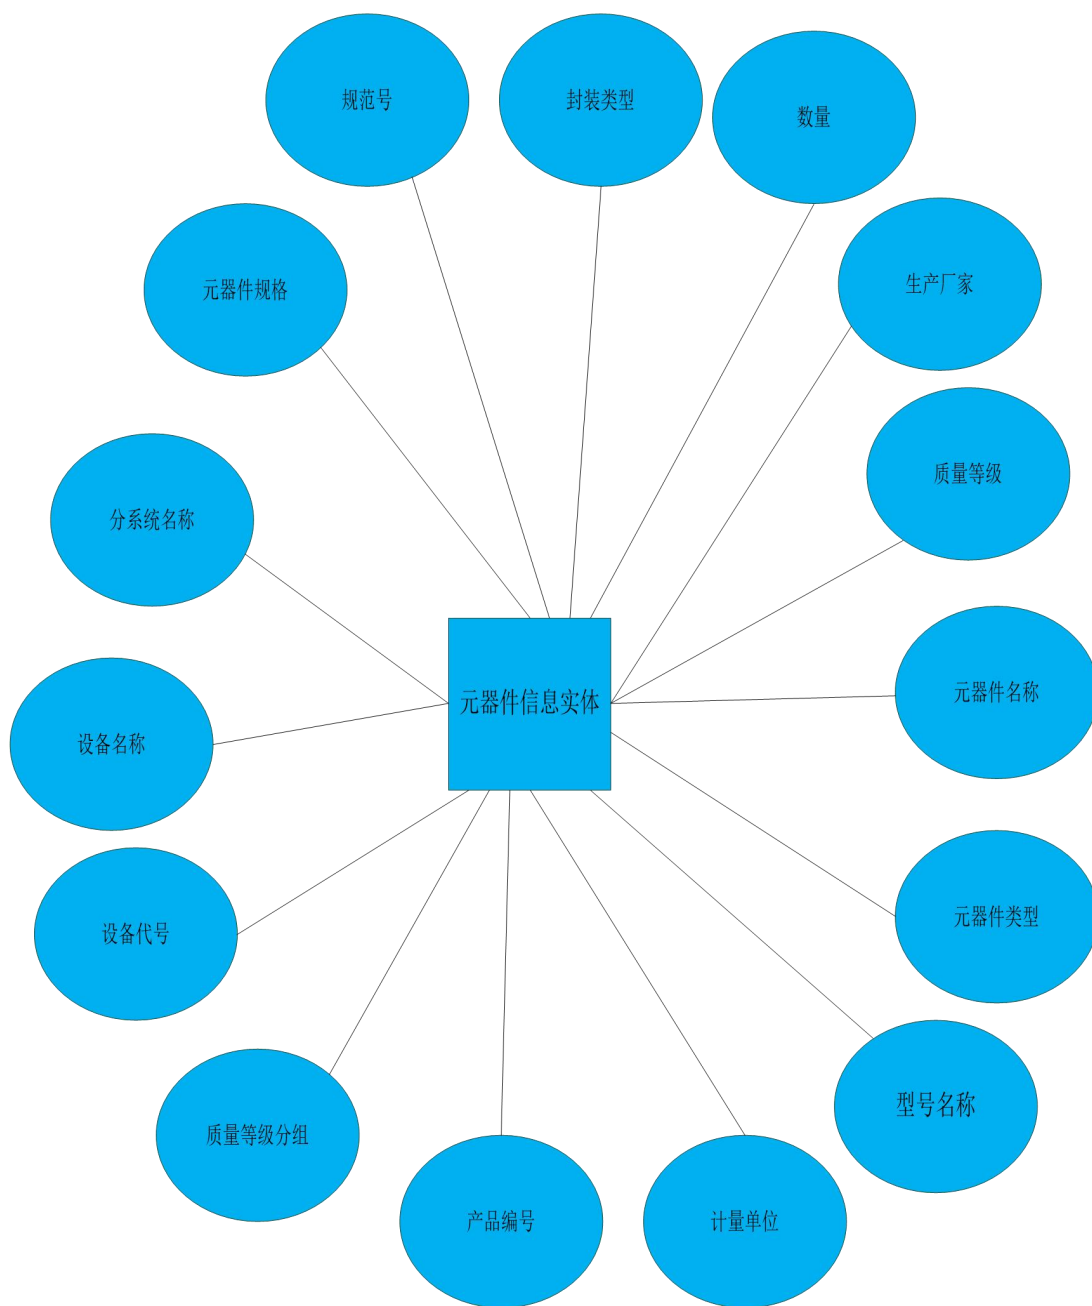 规范号
封装类型
数量
生产厂家
元器件规格
质量等级
分系统名称
元器件信息实体
元器件名称
设备名称
元器件类型
设备代号
型号名称
质量等级分组
产品编号
计量单位